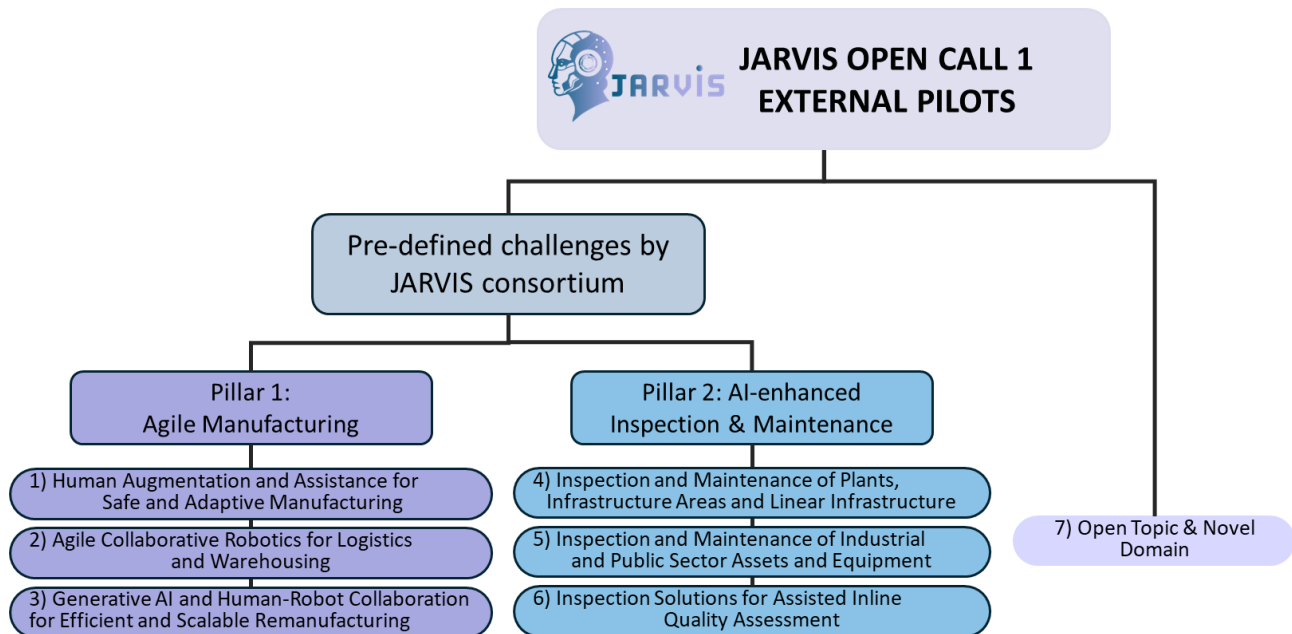 JARVIS
JARVIS OPEN CALL 1
EXTERNAL PILOTS
Pre-defined challenges by
JARVIS consortium
Pillar 1:
Agile Manufacturing
1) Human Augmentation and Assistance for
Safe and Adaptive Manufacturing
2) Agile Collaborative Robotics for Logistics
and Warehousing
3) Generative AI and Human-Robot Collaboration
for Efficient and Scalable Remanufacturing
Pillar 2: AI-enhanced
Inspection & Maintenance
4) Inspection and Maintenance of Plants,
Infrastructure Areas and Linear Infrastructure
5) Inspection and Maintenance of Industrial
and Public Sector Assets and Equipment
6) Inspection Solutions for Assisted Inline
Quality Assessment
7) Open Topic & Novel
Domain